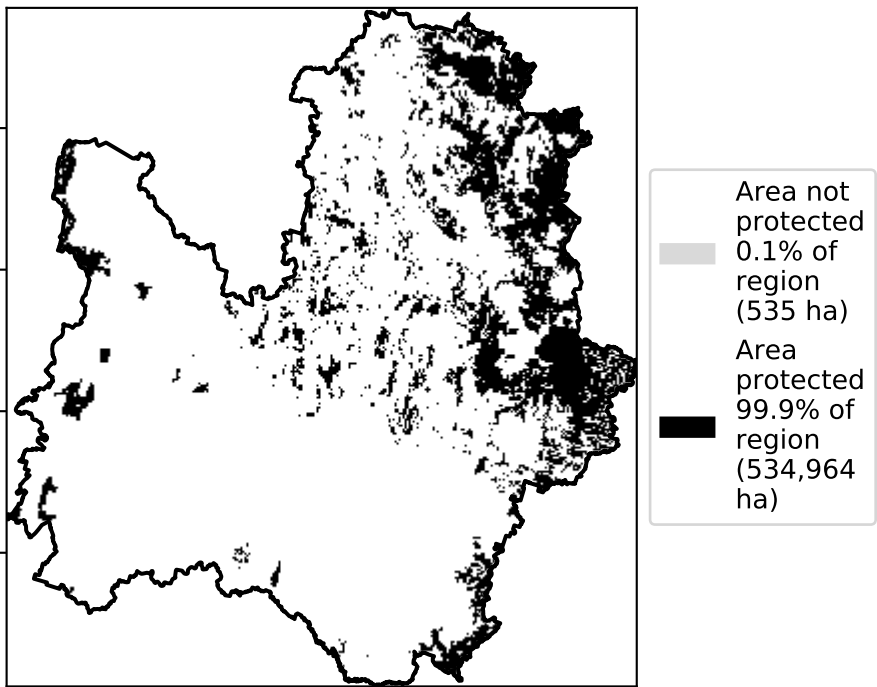 Area not
protected
0.1% of
region
(535 ha)
Area
protected
99.9% of
region
(534,964
ha)